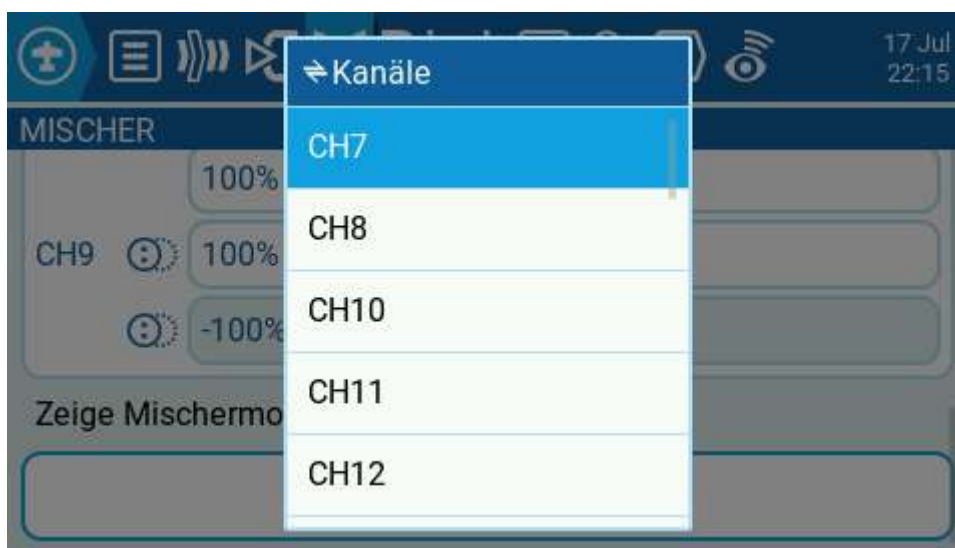 17 Jul
22:15
Kanäle
MISCHER
CH7
100%
CH8
CH9
100%
CH10
-100%
CH11
Zeige Mischermo
CH12